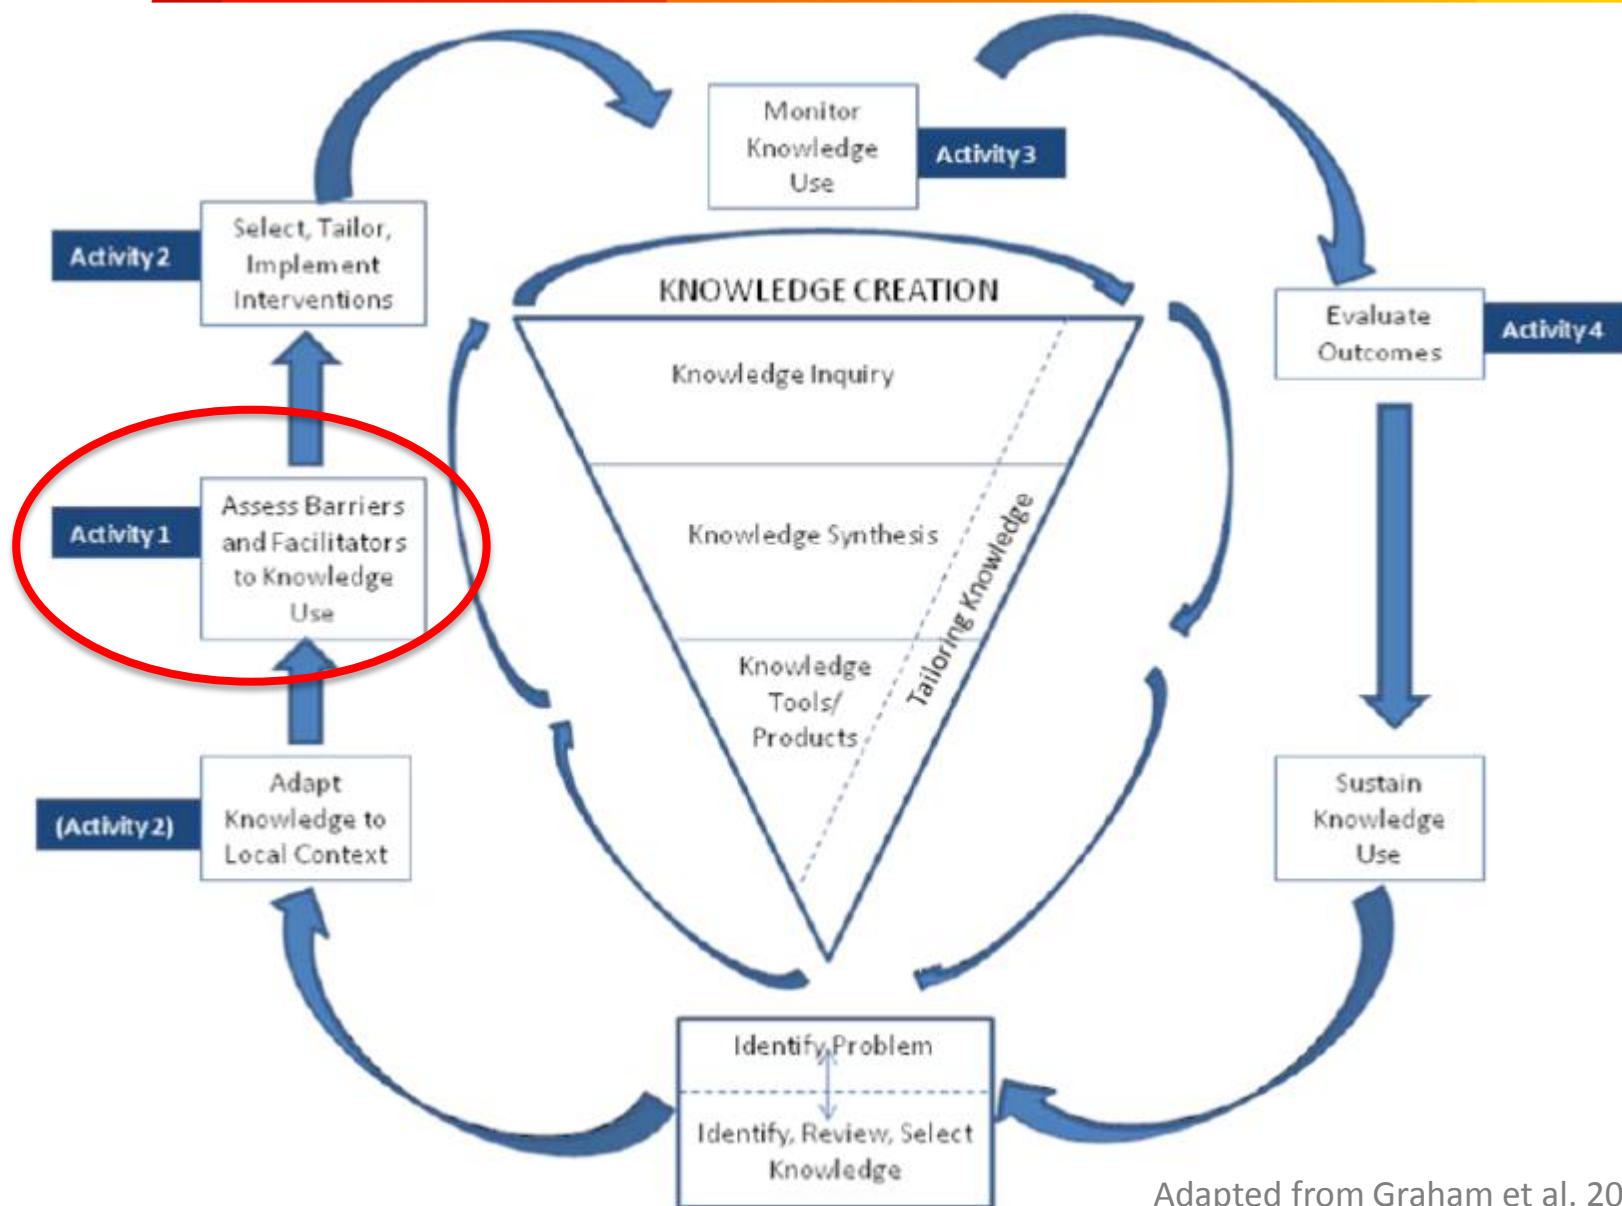 Monitor
Knowledge
Use
Activity 3
Select, Tailor,
Implement
Interventions
Activity 2
KNOWLEDGE CREATION
Evaluate
Outcomes
Activity 4
Knowledge Inquiry
Assess Barriers
and Facilitators
to Knowledge
Use
Activity 1
Knowledge Synthesis
Tailoring Knowledge
Knowledge
Tools/
Products
Adapt
Knowledge to
Local Context
(Activity 2)
Sustain
Knowledge
Use
Identify Problem
Identify, Review, Select
Knowledge
Adapted from Graham et al. 20